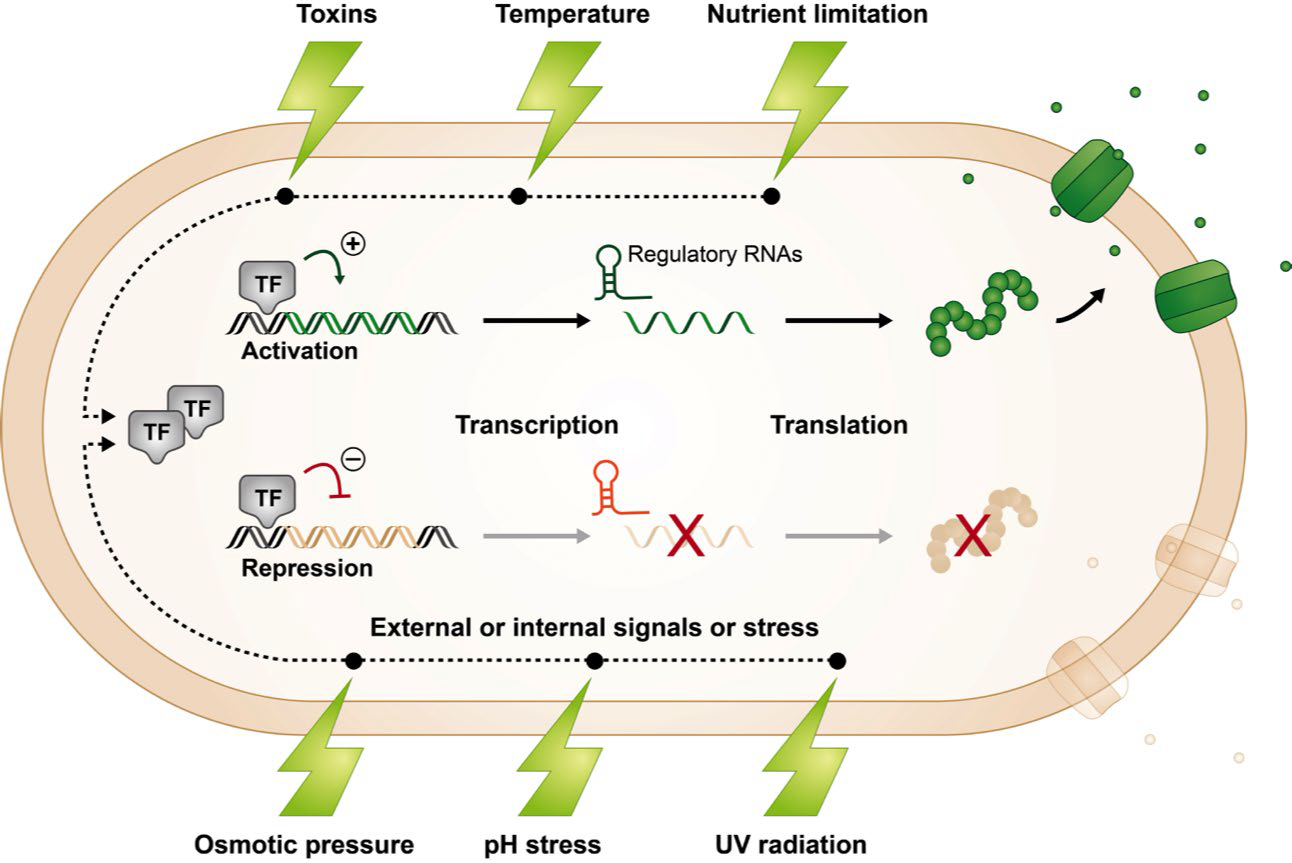 Toxins
Temperature
Nutrient limitation
+
TF
Regulatory RNAs
Activation
TF
TF
Transcription
Translation
−
TF
X
X
Repression
External or internal signals or stress
Osmotic pressure
pH stress
UV radiation